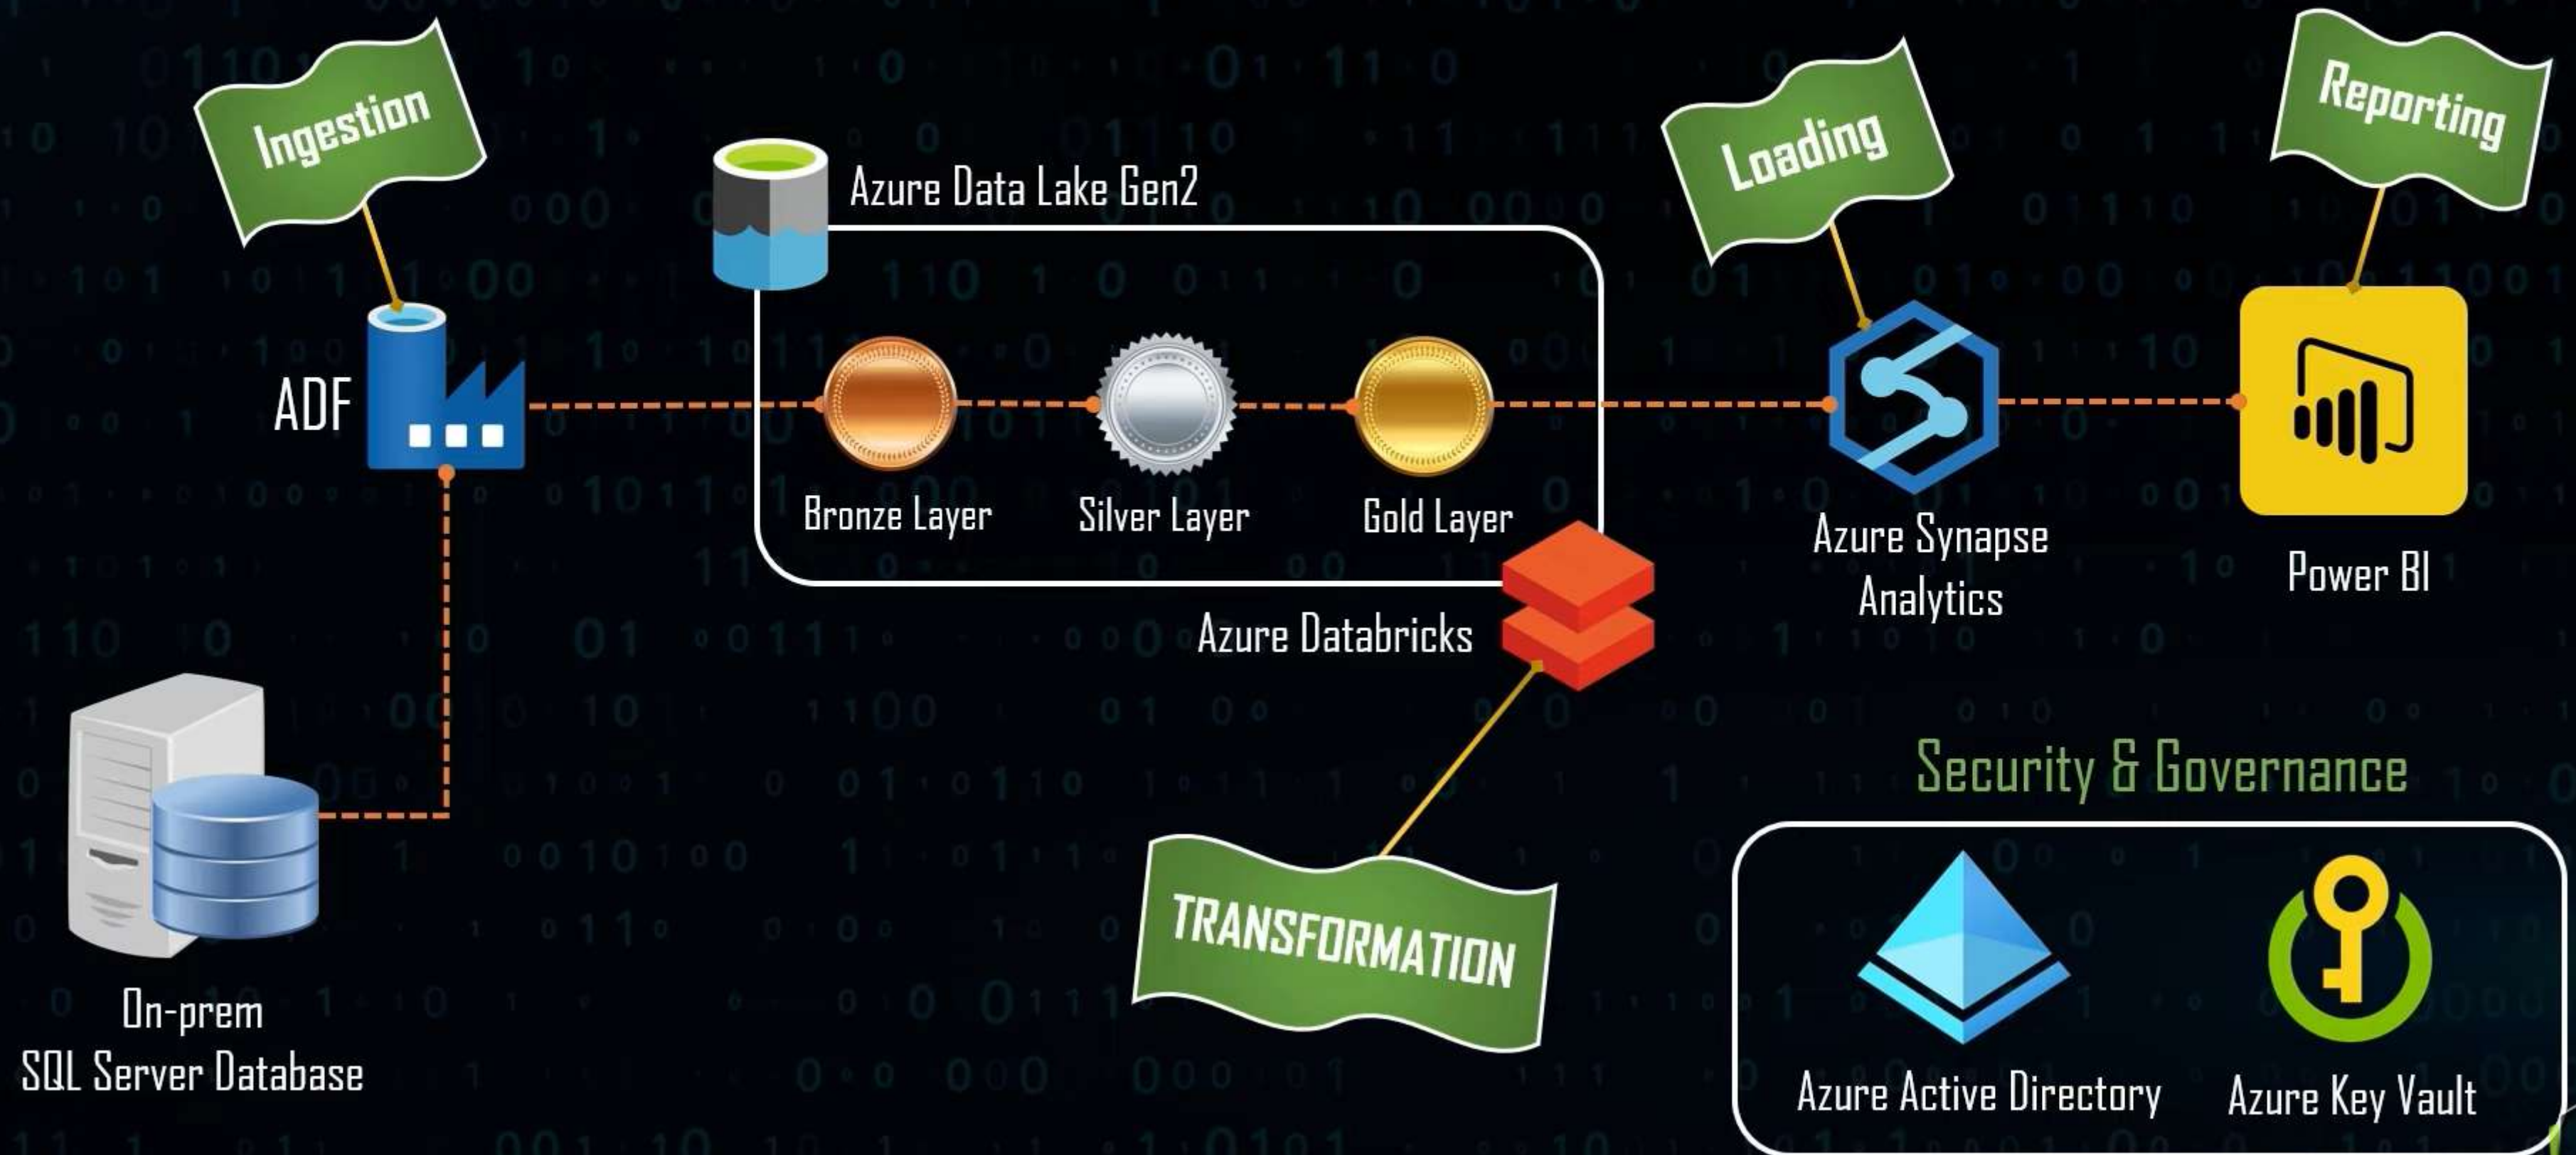 Ingestion
Loading
Reporting
Azure Data Lake Gen2
ADF
Bronze Layer
Silver Layer
Gold Layer
Azure Synapse
Analytics
Power BI
Azure Databricks
Security & Governance
TRANSFORMATION
On-prem
SQL Server Database
Azure Active Directory
Azure Key Vault